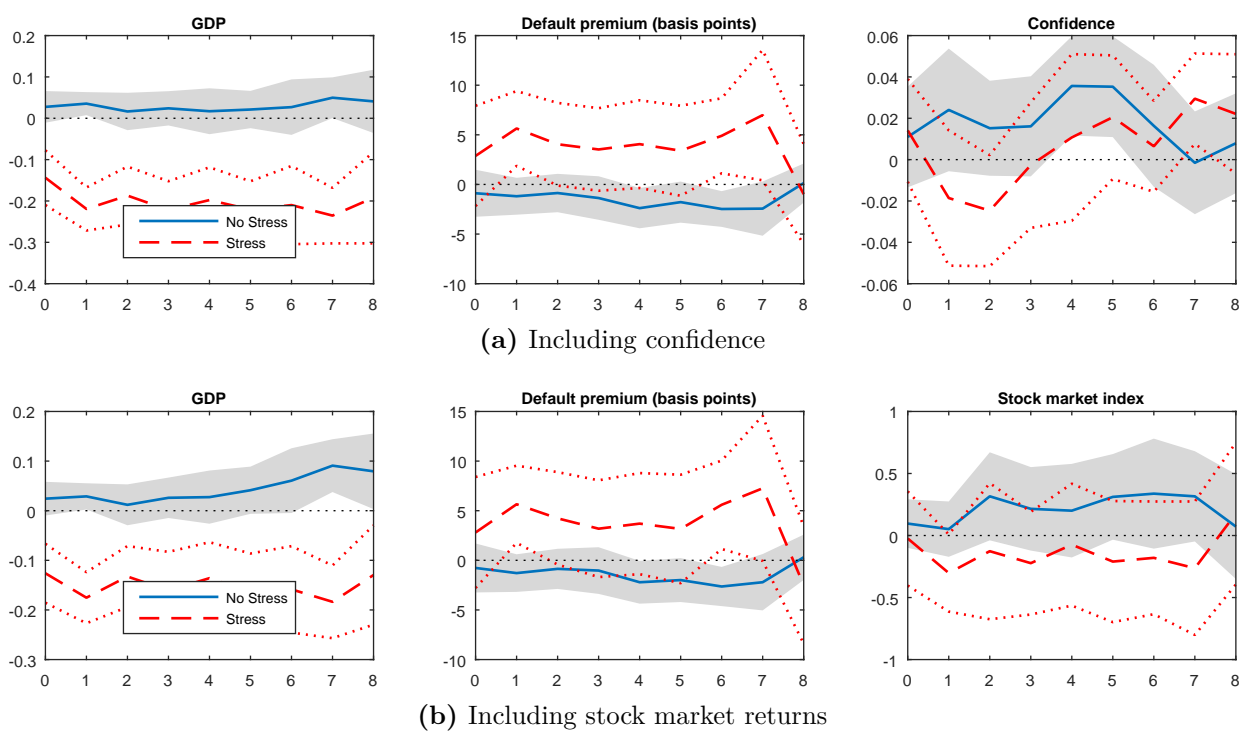 GDP
Default premium (basis points)
Confidence
0.2
0.1
0
-0.1
-0.2
-0.3
-0.4
No Stress
Stress
0 1 2 3 4 5 6 7 8
15
10
5
0
-5
-10
0 1 2 3 4 5 6 7 8
0.06
0.04
0.02
0
-0.02
-0.04
-0.06
0 1 2 3 4 5 6 7 8
(a) Including confidence
GDP
Default premium (basis points)
Stock market index
0.2
0.1
0
-0.1
-0.2
-0.3
No Stress
Stress
0 1 2 3 4 5 6 7 8
15
10
5
0
-5
-10
0 1 2 3 4 5 6 7 8
1
0.5
0
-0.5
-1
0 1 2 3 4 5 6 7 8
(b) Including stock market returns